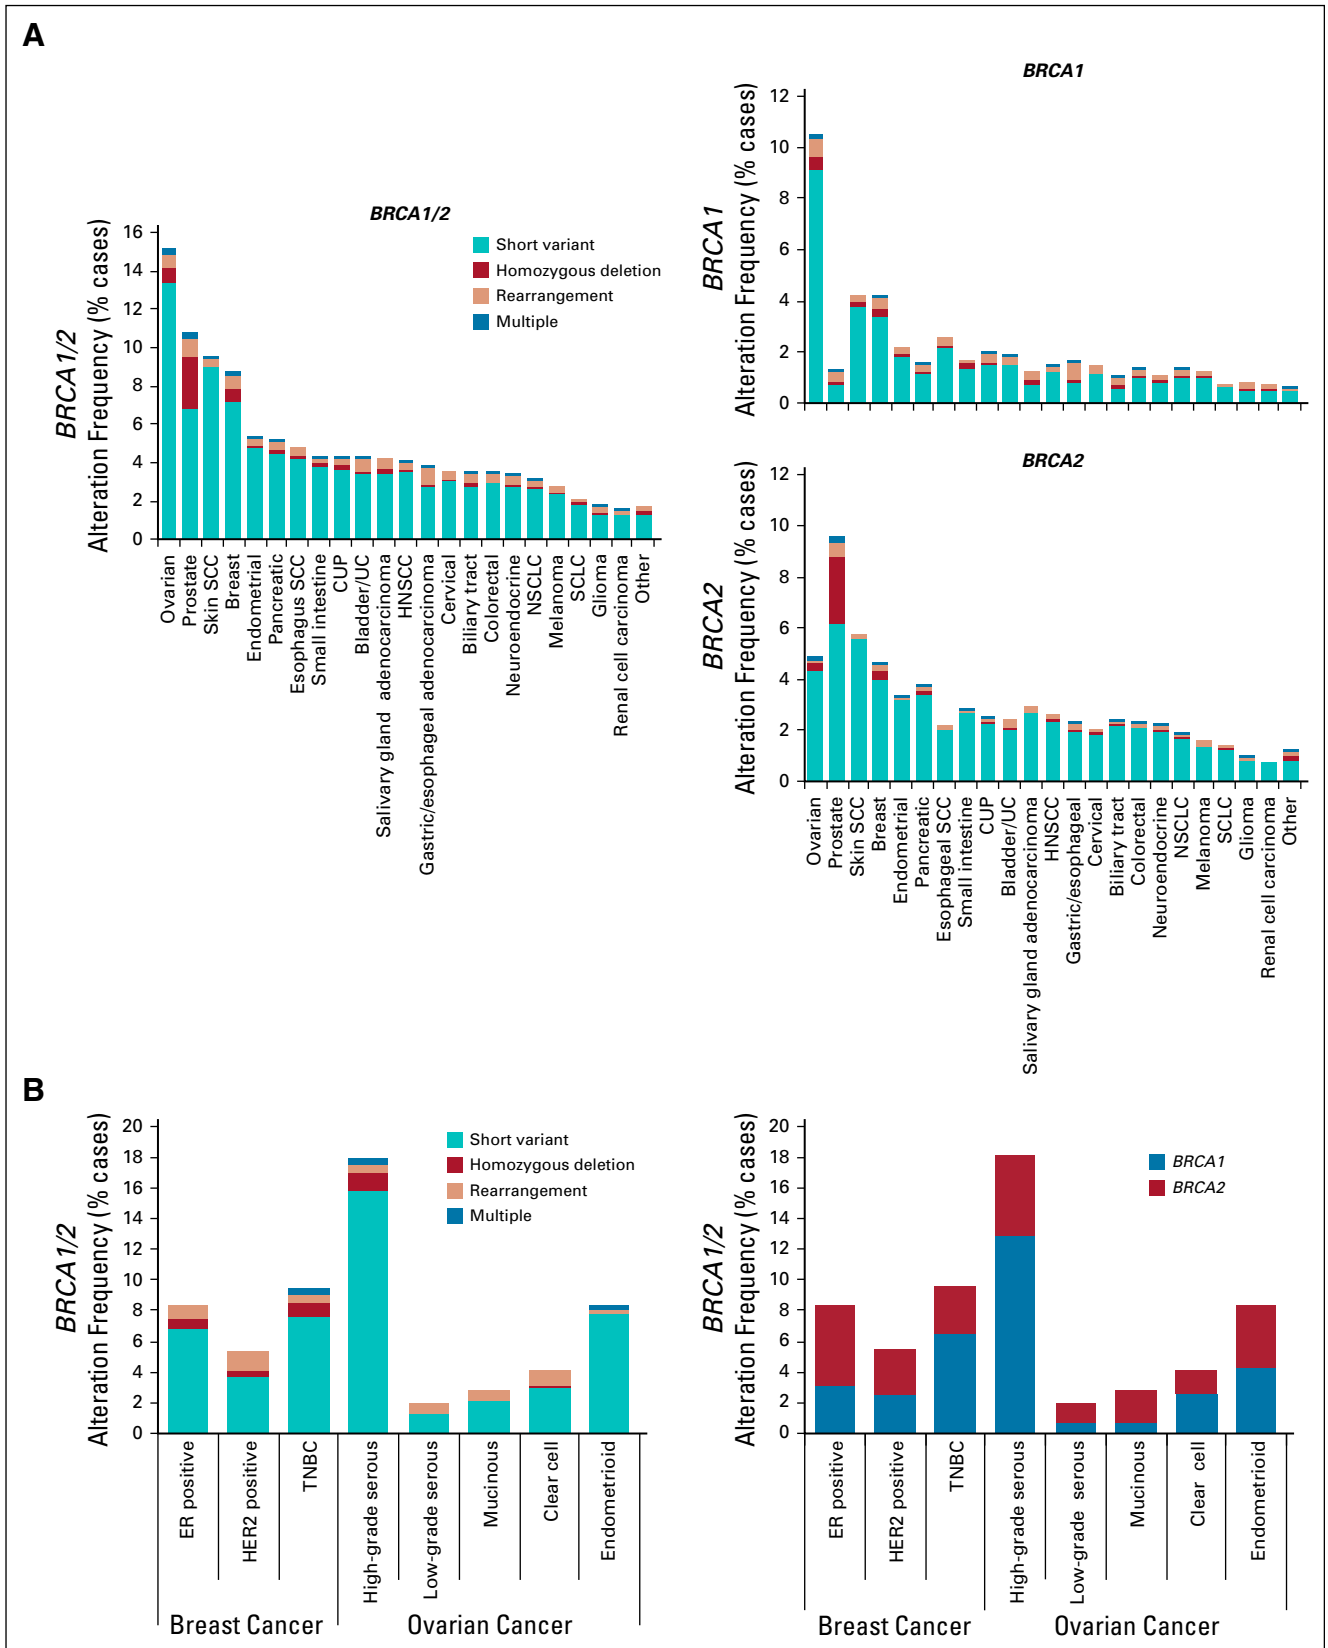 A
BRCA1/2
BRCA1/2
Alteration Frequency (% cases)
16
14
12
10
8
6
4
2
0
Short variant
Homozygous deletion
Rearrangement
Multiple
Ovarian
Prostate
Skin SCC
Breast
Endometrial
Pancreatic
Esophagus SCC
Small intestine
CUP
Bladder/UC
Salivary gland adenocarcinoma
HNSCC
Gastric/esophageal adenocarcinoma
Cervical
Biliary tract
Colorectal
Neuroendocrine
NSCLC
Melanoma
SCLC
Glioma
Renal cell carcinoma
Other
BRCA1
BRCA1
Alteration Frequency (% cases)
12
10
8
6
4
2
0
BRCA2
BRCA2
Alteration Frequency (% cases)
12
10
8
6
4
2
0
Ovarian
Prostate
Skin SCC
Breast
Endometrial
Pancreatic
Esophageal SCC
Small intestine
CUP
Bladder/UC
Salivary gland adenocarcinoma
HNSCC
Gastric/esophageal
Cervical
Biliary tract
Colorectal
Neuroendocrine
NSCLC
Melanoma
SCLC
Glioma
Renal cell carcinoma
Other
B
BRCA1/2
Alteration Frequency (% cases)
20
18
16
14
12
10
8
6
4
2
0
Short variant
Homozygous deletion
Rearrangement
Multiple
ER positive
HER2 positive
TNBC
High-grade serous
Low-grade serous
Mucinous
Clear cell
Endometrioid
Breast Cancer
Ovarian Cancer
BRCA1/2
Alteration Frequency (% cases)
20
18
16
14
12
10
8
6
4
2
0
BRCA1
BRCA2
ER positive
HER2 positive
TNBC
High-grade serous
Low-grade serous
Mucinous
Clear cell
Endometrioid
Breast Cancer
Ovarian Cancer